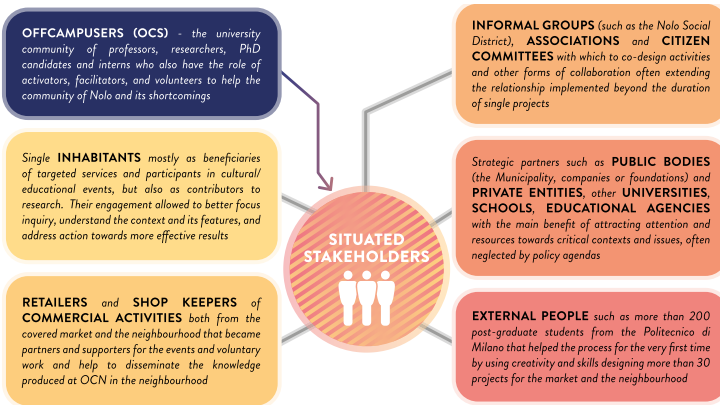 OFFCAMPUSERS (OCS) - the university
community of professors, researchers, PhD
candidates and interns who also have the role of
activators, facilitators, and volunteers to help the
community of Nolo and its shortcomings
Single INHABITANTS mostly as beneficiaries
of targeted services and participants in cultural/
educational events, but also as contributors to
research. Their engagement allowed to better focus
inquiry, understand the context and its features, and
address action towards more effective results
RETAILERS and SHOP KEEPERS of
COMMERCIAL ACTIVITIES both from the
covered market and the neighbourhood that became
partners and supporters for the events and voluntary
work and help to disseminate the knowledge
produced at OCN in the neighbourhood
SITUATED
STAKEHOLDERS
INFORMAL GROUPS (such as the Nolo Social
District), ASSOCIATIONS and CITIZEN
COMMITTEES with which to co-design activities
and other forms of collaboration often extending
the relationship implemented beyond the duration
of single projects
Strategic partners such as PUBLIC BODIES
(the Municipality, companies or foundations) and
PRIVATE ENTITIES, other UNIVERSITIES,
SCHOOLS, EDUCATIONAL AGENCIES
with the main benefit of attracting attention and
resources towards critical contexts and issues, often
neglected by policy agendas
EXTERNAL PEOPLE such as more than 200
post-graduate students from the Politecnico di
Milano that helped the process for the very first time
by using creativity and skills designing more than 30
projects for the market and the neighbourhood